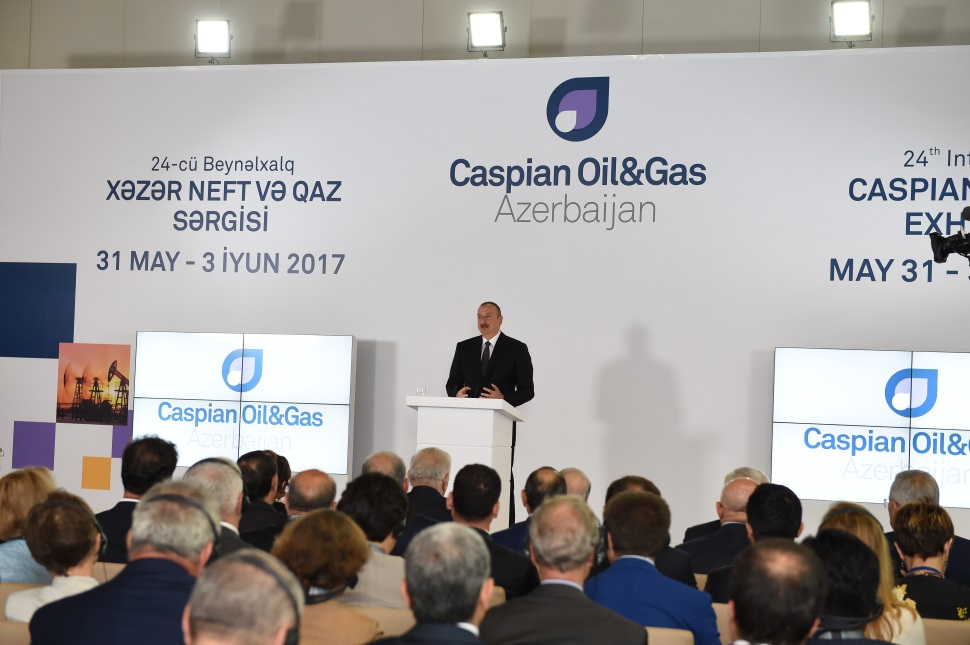 24-cü Beynəlxalq
XƏZƏR NEFT VƏ QAZ
SƏRGİSİ
31 MAY - 3 İYUN 2017
Caspian Oil&Gas
Azerbaijan
24th Int
CASPIAN
EXH
MAY 31 -
Caspian Oil&Gas
Azerbaijan
Caspian Oil&G
Azerbaijan